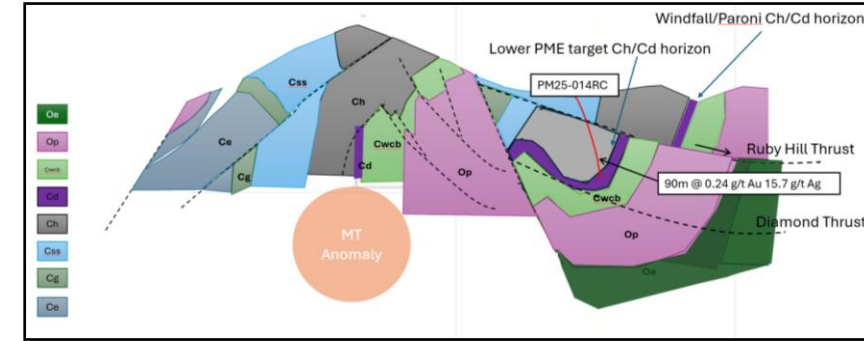 Windfall/Paroni Ch/Cd horizon
Lower PME target Ch/Cd horizon
PM25-014RC
Css
Ch
Oe
Op
Cwcb
Cd
Ch
Css
Cg
Ce
Ce
Cg
Cd
Cwcb
Op
Cwcb
Op
Oe
Ruby Hill Thrust
90m @ 0.24 g/t Au 15.7 g/t Ag
Diamond Thrust
MT
Anomaly